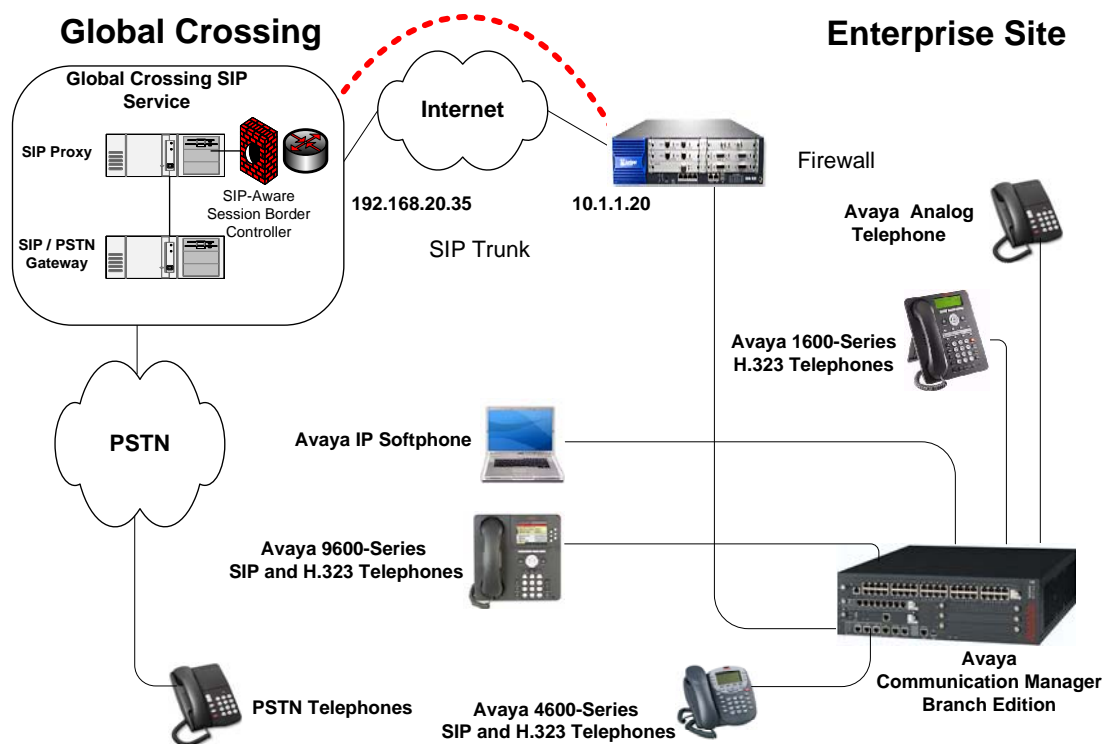 Global Crossing
Enterprise Site
Global Crossing SIP
Service
SIP Proxy
SIP-Aware
Session Border
Controller
SIP / PSTN
Gateway
Internet
192.168.20.35
10.1.1.20
SIP Trunk
Firewall
Avaya Analog
Telephone
Avaya 1600-Series
H.323 Telephones
PSTN
Avaya IP Softphone
Avaya 9600-Series
SIP and H.323 Telephones
PSTN Telephones
Avaya 4600-Series
SIP and H.323 Telephones
Avaya
Communication Manager
Branch Edition